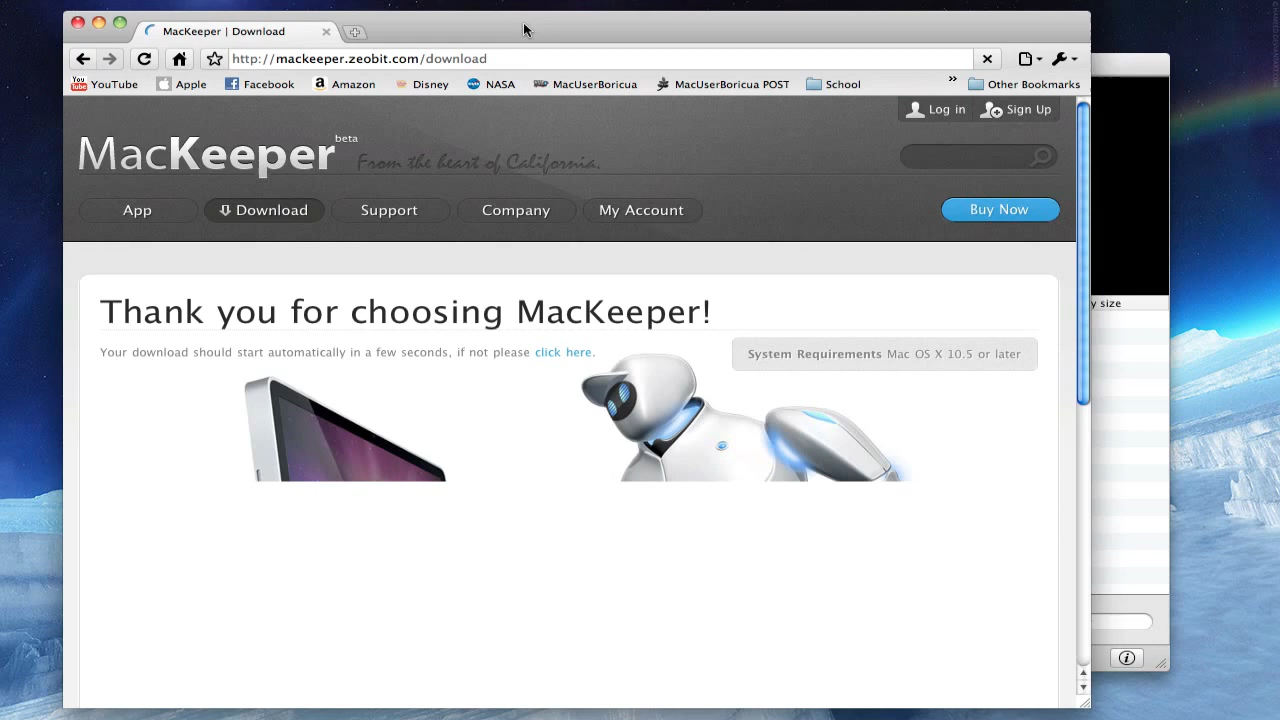 MacKeeper | Download
http://mackeeper.zeobit.com/download
You Tube YouTube Apple Facebook a Amazon Disney NASA MacUserBoricua MacUserBoricua POST School » Other Bookmarks
Log in Sign Up
MacKeeper beta From the heart of California.
App Download Support Company My Account Buy Now
y size
Thank you for choosing MacKeeper!
Your download should start automatically in a few seconds, if not please click here.
System Requirements Mac OS X 10.5 or later